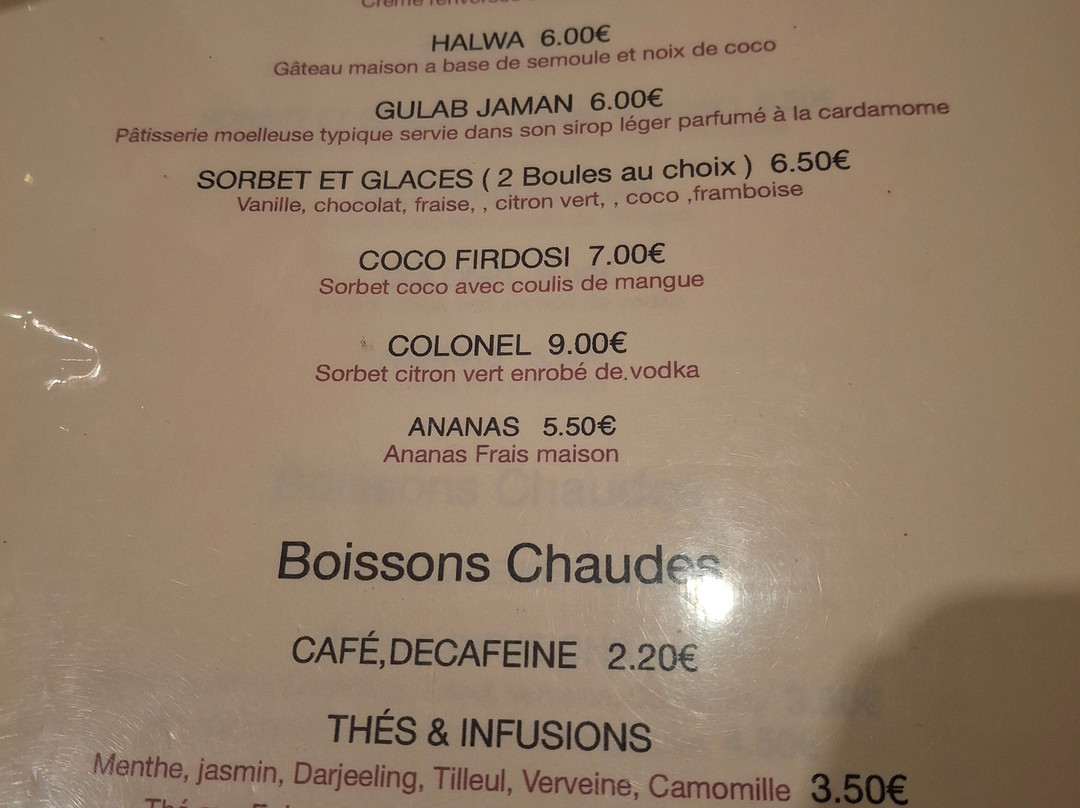 HALWA 6.00€
Gâteau maison a base de semoule et noix de coco
GULAB JAMAN 6.00€
Pâtisserie moelleuse typique servie dans son sirop léger parfumé à la cardamome
SORBET ET GLACES ( 2 Boules au choix ) 6.50€
Vanille, chocolat, fraise, , citron vert, , coco ,framboise
COCO FIRDOSI 7.00€
Sorbet coco avec coulis de mangue
COLONEL 9.00€
Sorbet citron vert enrobé de.vodka
ANANAS 5.50€
Ananas Frais maison
Boissons Chaudes
CAFÉ,DECAFEINE 2.20€
THÉS & INFUSIONS
Menthe, jasmin, Darjeeling, Tilleul, Verveine, Camomille 3.50€